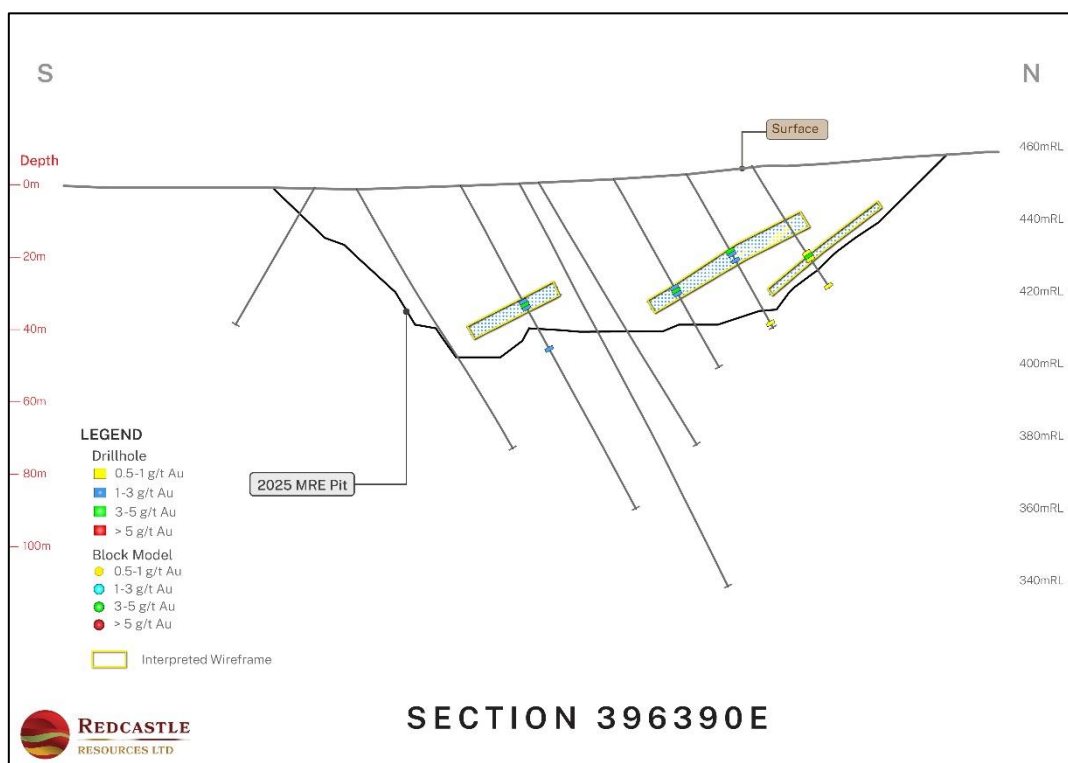 S
N
Surface
460mRL
Depth
0m
440mRL
20m
420mRL
40m
400mRL
60m
380mRL
LEGEND
Drillhole
0.5-1 g/t Au
1-3 g/t Au
3-5 g/t Au
> 5 g/t Au
80m
2025 MRE Pit
360mRL
100m
Block Model
0.5-1 g/t Au
1-3 g/t Au
3-5 g/t Au
> 5 g/t Au
340mRL
Interpreted Wireframe
REDCASTLE
RESOURCES LTD
SECTION 396390E